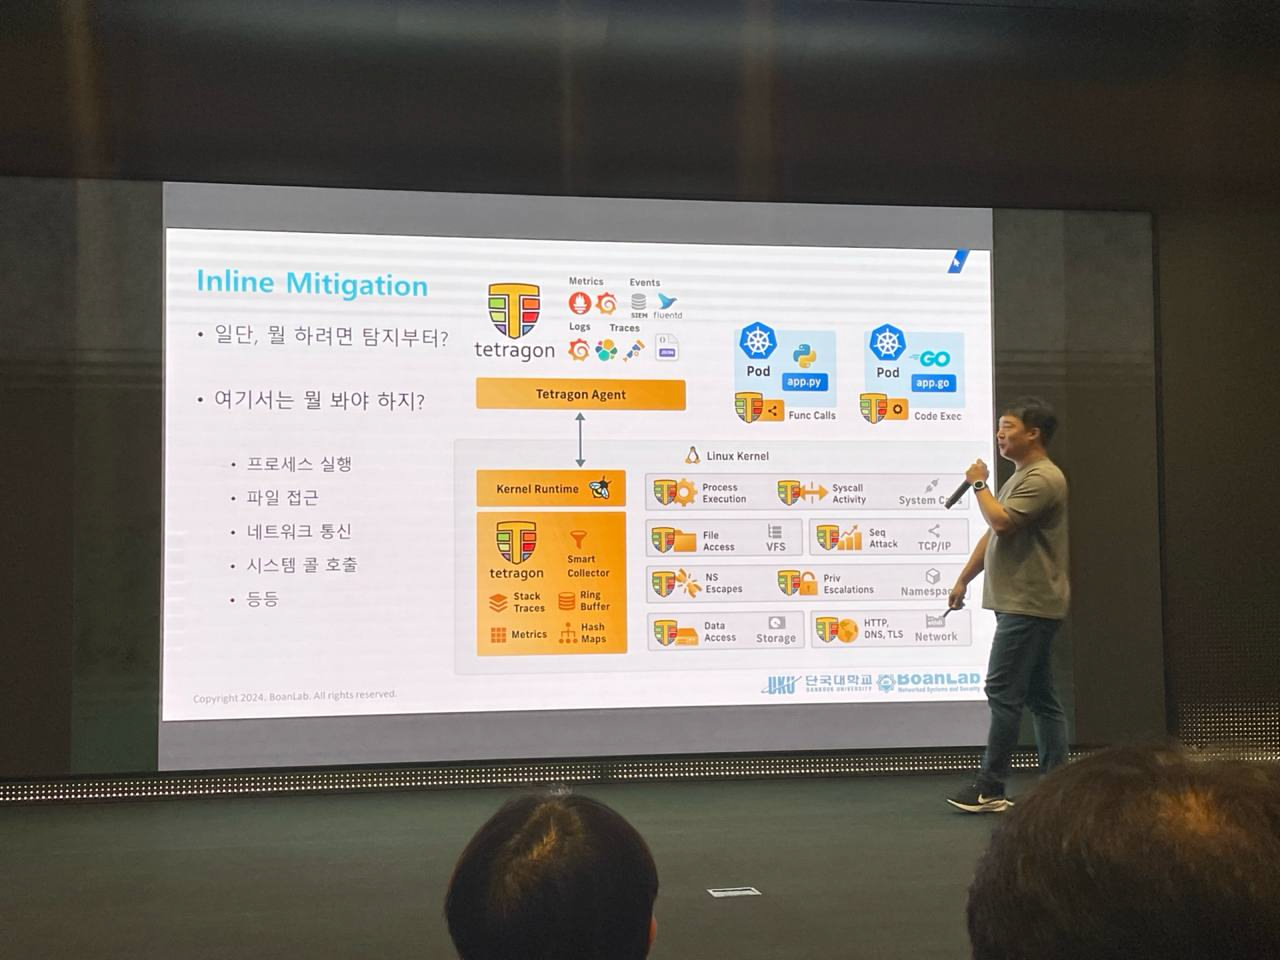 Inline Mitigation
• 일단, 뭘 하려면 탐지부터?
• 여기서는 뭘 봐야 하지?
• 프로세스 실행
• 파일 접근
• 네트워크 통신
• 시스템 콜 호출
• 등등
tetragon
Metrics
Events
SIEM
fluentd
Logs
Traces
JSON
Tetragon Agent
Pod
app.py
Func Calls
Pod
GO
app.go
Code Exec
Linux Kernel
Kernel Runtime
tetragon
Smart
Collector
Stack
Traces
Ring
Buffer
Metrics
Hash
Maps
Process
Execution
Syscall
Activity
System
File
Access
VFS
Seq
Attack
TCP/IP
NS
Escapes
Priv
Escalations
Namespac
Data
Access
Storage
HTTP,
DNS, TLS
Network
Copyright 2024, BoanLab. All rights reserved.
DKU 단국대학교
DANKOOK UNIVERSITY
BoanLab
Networked Systems and Security